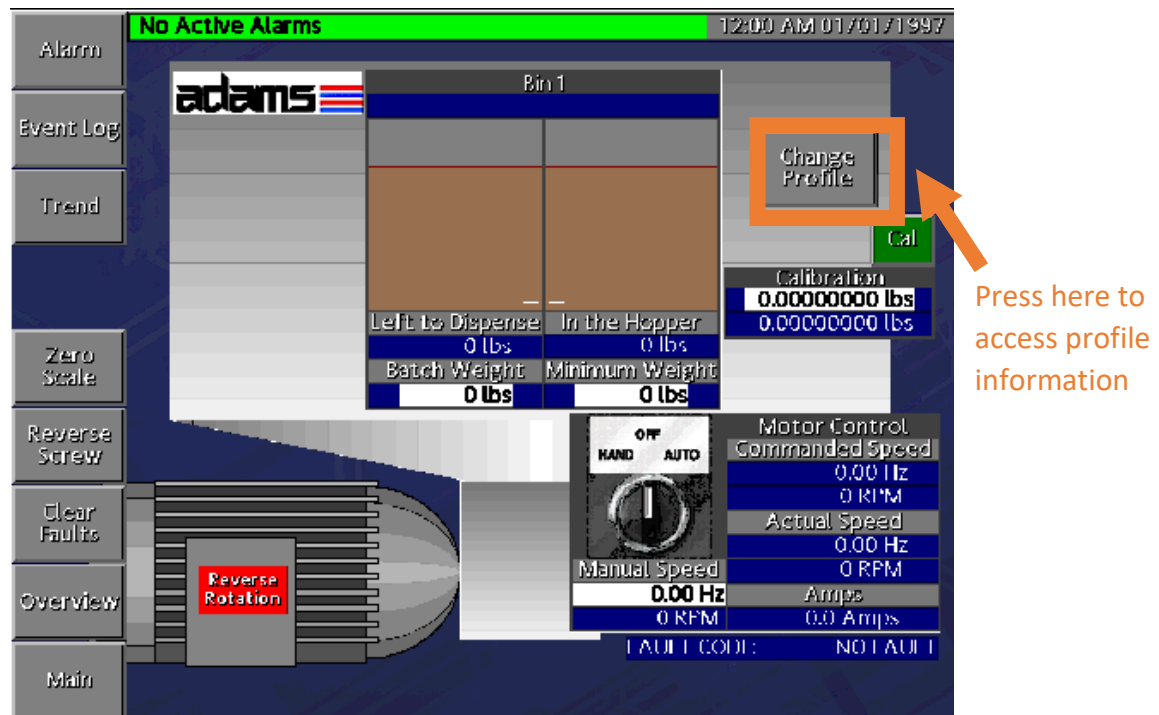 No Active Alarms
12:00 AM 01/01/1997
Alarm
Event Log
Trend
Zero
Scale
Reverse
Screw
Clear
Faults
Overview
Main
adams
Bin 1
Left to Dispense
In the Hopper
0 lbs
0 lbs
Batch Weight
Minimum Weight
0 lbs
0 lbs
Change
Profile
Cal
Calibration
0.00000000 lbs
0.00000000 lbs
Press here to
access profile
information
OFF
HAND AUTO
Manual Speed
0.00 Hz
0 RPM
Motor Control
Commanded Speed
0.00 Hz
0 RPM
Actual Speed
0.00 Hz
0 RPM
Amps
0.0 Amps
FAULT CODE: NO FAULT
Reverse
Rotation